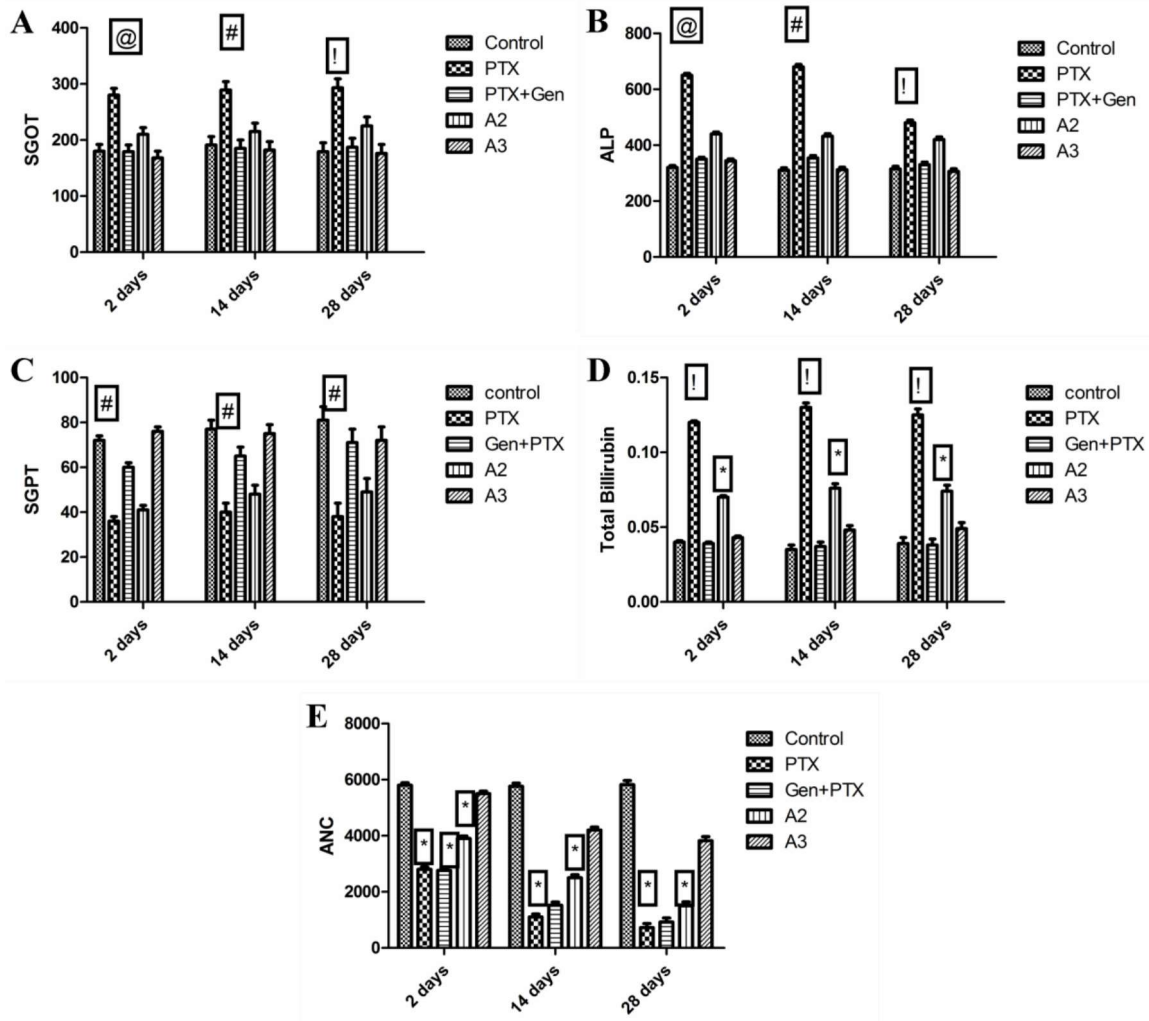 A
SGOT
400
300
200
100
0
@
#
!
2 days
14 days
28 days
Control
PTX
PTX+Gen
A2
A3
B
ALP
800
600
400
200
0
@
#
!
2 days
14 days
28 days
Control
PTX
PTX+Gen
A2
A3
C
SGPT
100
80
60
40
20
0
#
#
#
2 days
14 days
28 days
control
PTX
Gen+PTX
A2
A3
D
Total Billirubin
0.15
0.10
0.05
0.00
!
!
!
*
*
*
2 days
14 days
28 days
control
PTX
Gen+PTX
A2
A3
E
ANC
8000
6000
4000
2000
0
*
*
*
*
*
*
*
2 days
14 days
28 days
Control
PTX
Gen+PTX
A2
A3